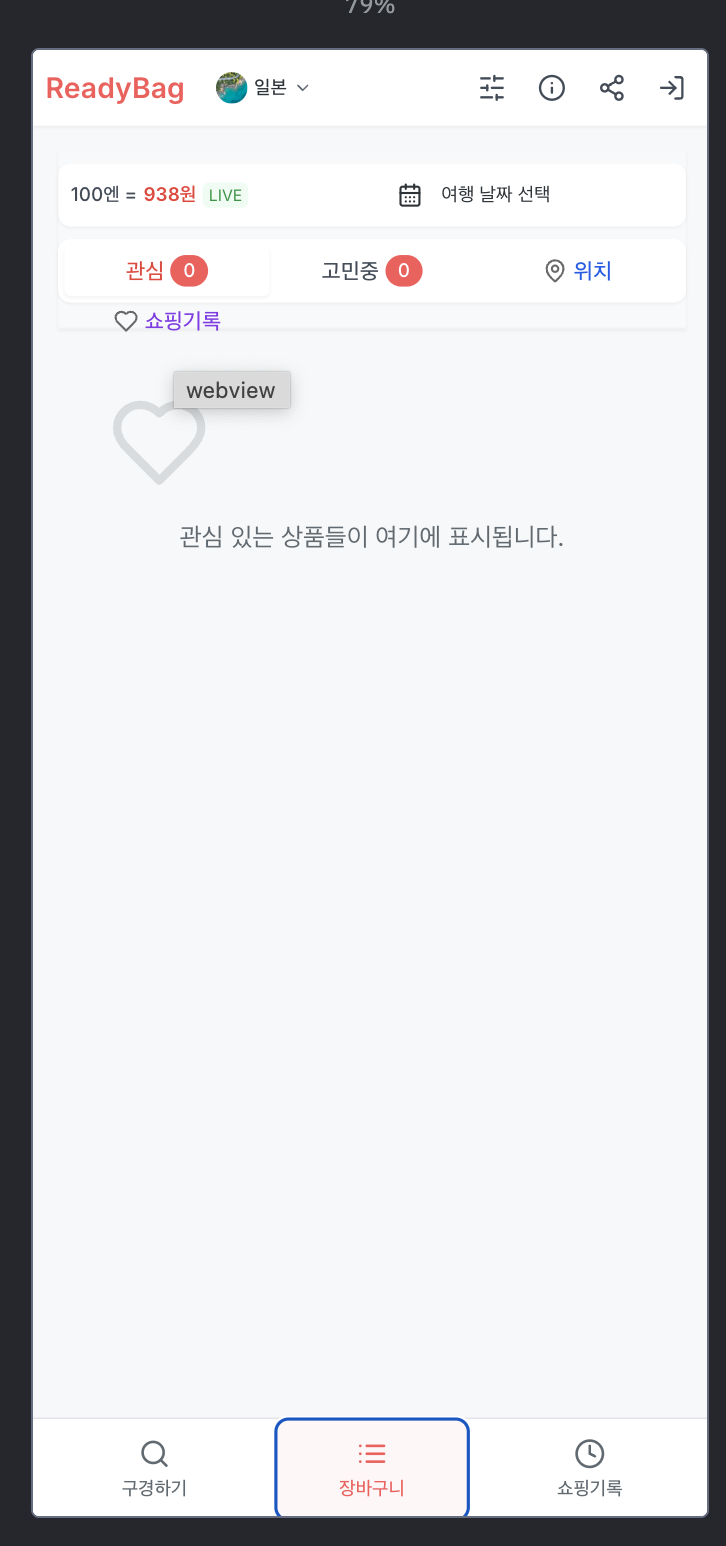 79%
ReadyBag 일본
100엔 = 938원 LIVE 여행 날짜 선택
관심 0 고민중 0 위치
쇼핑기록
webview
관심 있는 상품들이 여기에 표시됩니다.
구경하기 장바구니 쇼핑기록